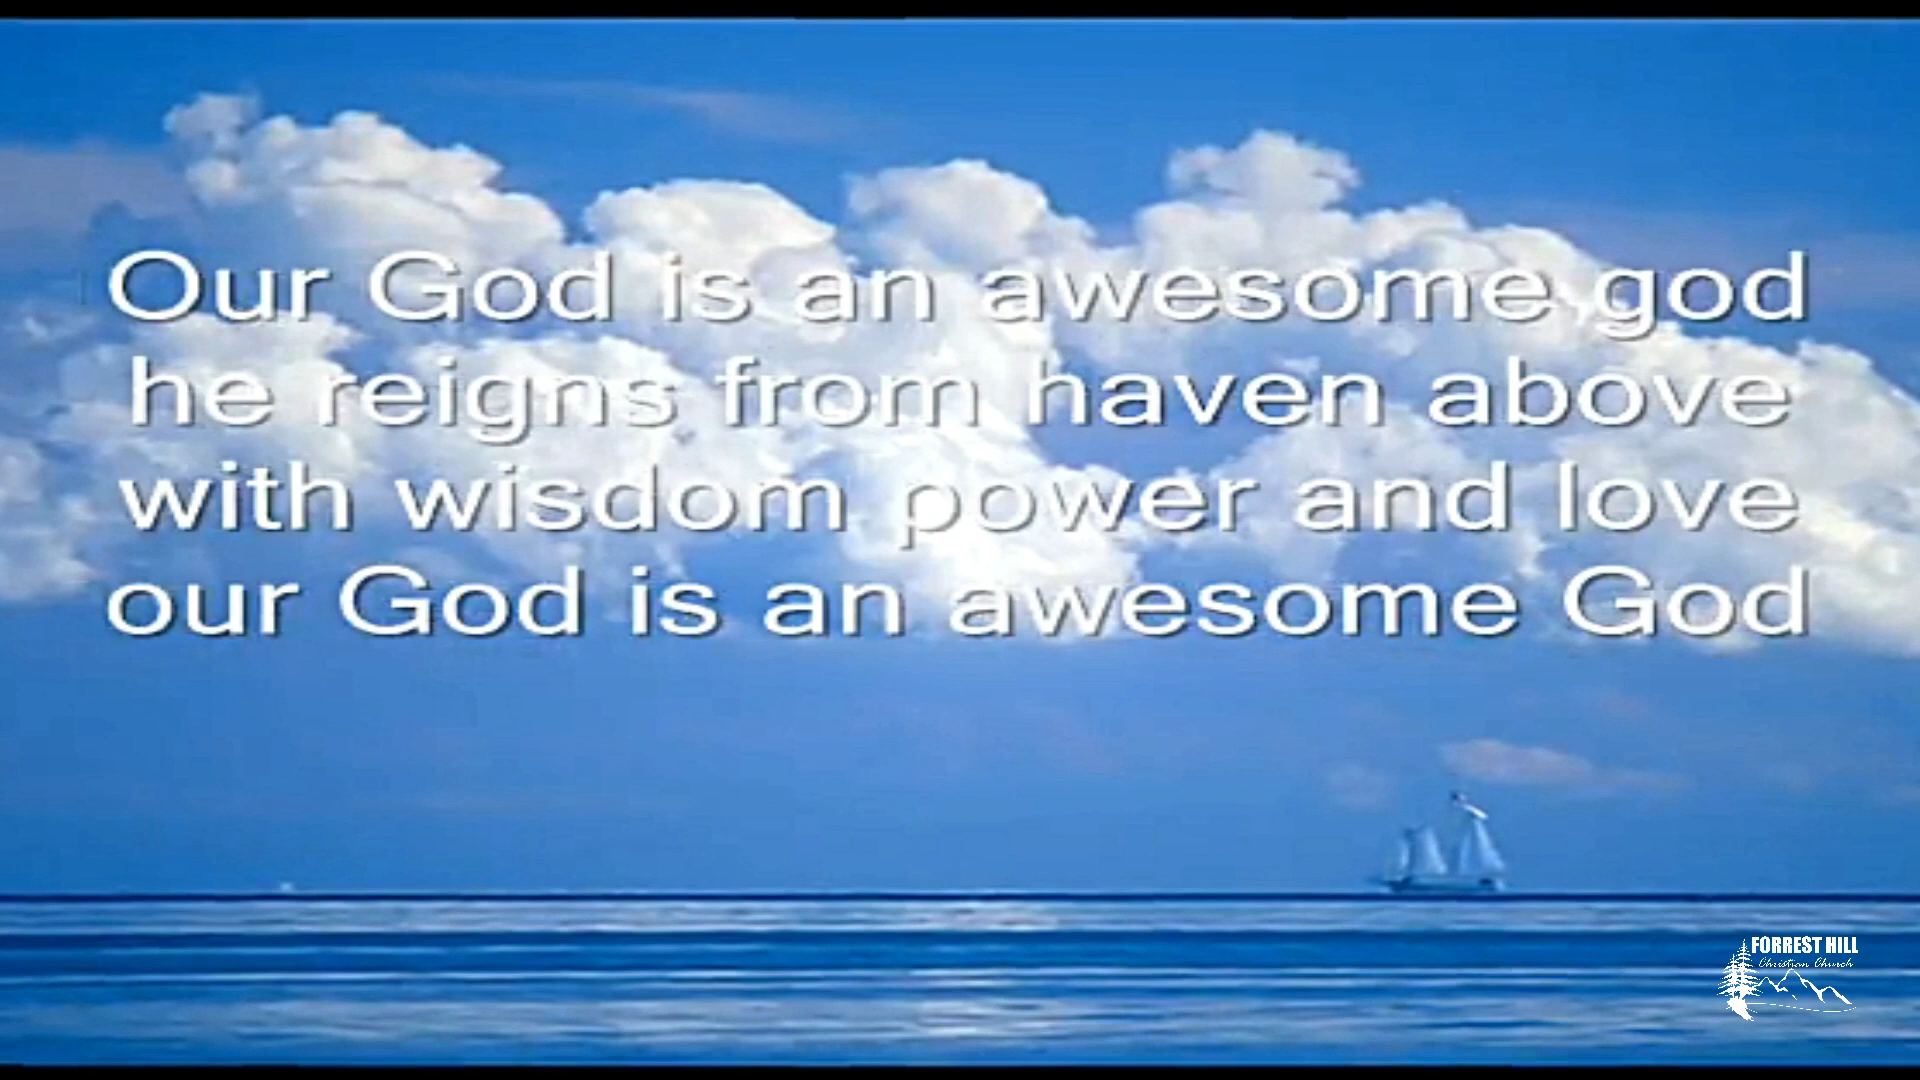 Our God is an awesome god
he reigns from haven above
with wisdom power and love
our God is an awesome God
FORREST HILL
Christian Church